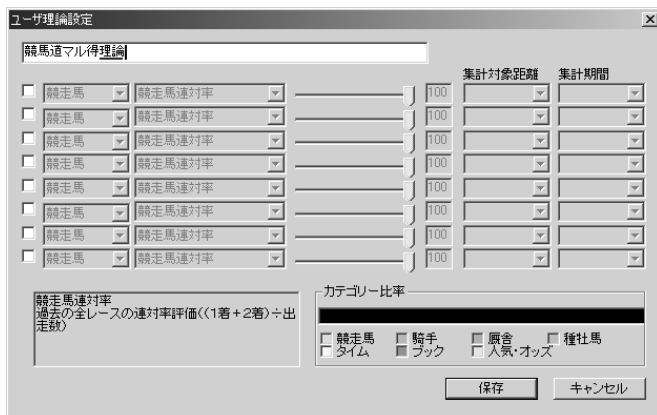 ユーザ理論設定
競馬道マル得理論
集計対象距離 集計期間
競走馬 競走馬連対率 100
競走馬 競走馬連対率 100
競走馬 競走馬連対率 100
競走馬 競走馬連対率 100
競走馬 競走馬連対率 100
競走馬 競走馬連対率 100
競走馬 競走馬連対率 100
競走馬 競走馬連対率 100
競走馬連対率
過去の全レースの連対率評価((1着+2着)÷出
走数)
カテゴリー比率
競走馬 騎手 厩舎 種牡馬
タイム ブック 人気・オッズ
保存 キャンセル